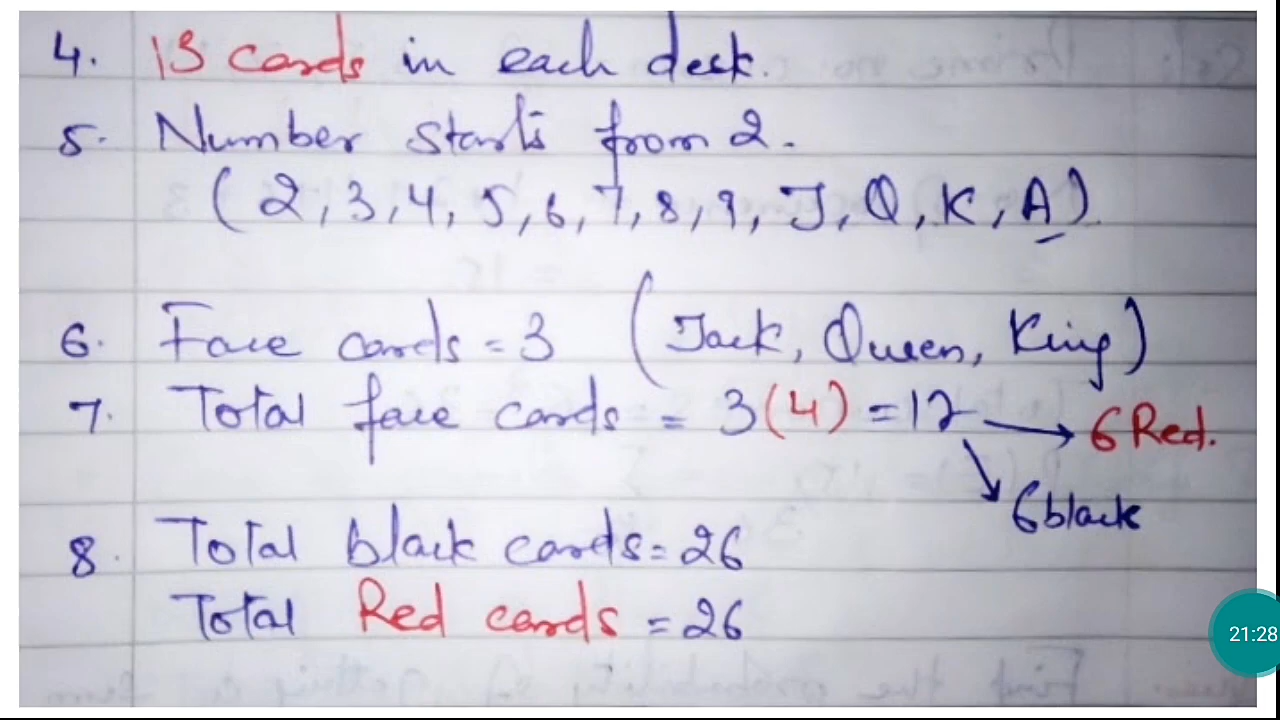 4. 13 cards in each deck.
5. Number starts from 2.
(2, 3, 4, 5, 6, 7, 8, 9, J, Q, K, A)
6. Face cards = 3 (Jack, Queen, King)
7. Total face cards = 3(4) = 12 → 6 Red.
6 black
8. Total black cards = 26
Total Red cards = 26
21:28